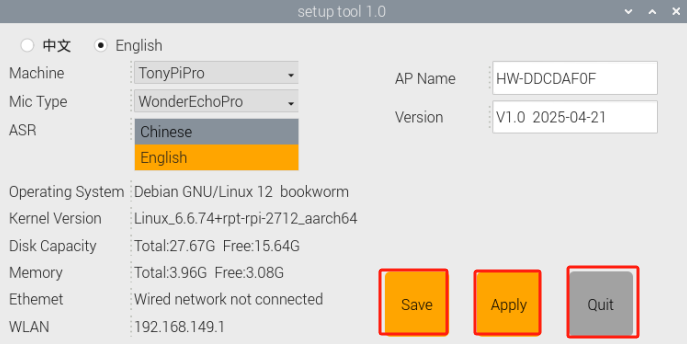 setup tool 1.0
中文 English
Machine TonyPiPro AP Name HW-DDCDAF0F
Mic Type WonderEchoPro Version V1.0 2025-04-21
ASR Chinese
English
Operating System Debian GNU/Linux 12 bookworm
Kernel Version Linux_6.6.74+rpt-rpi-2712_aarch64
Disk Capacity Total:27.67G Free:15.64G
Memory Total:3.96G Free:3.08G
Ethemet Wired network not connected
WLAN 192.168.149.1
Save Apply Quit